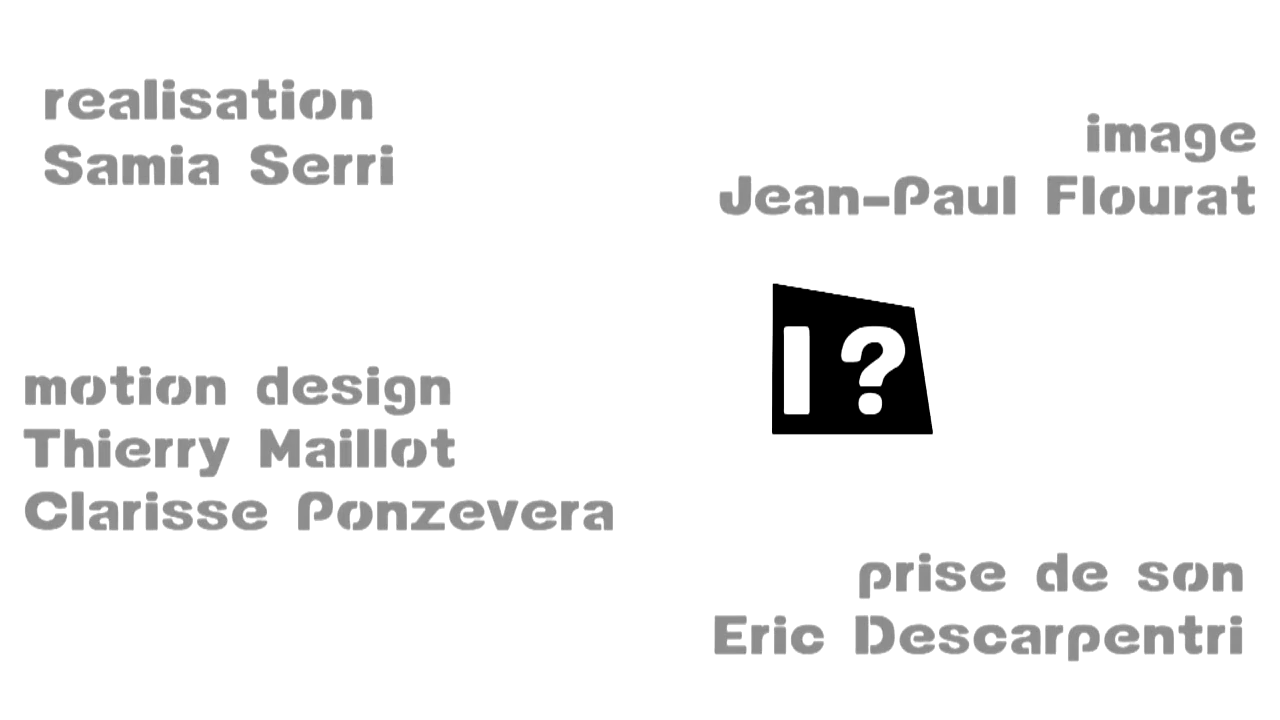 realisation
Samia Serri
image
Jean-Paul Flourat
I ?
motion design
Thierry Maillot
Clarisse Ponzevera
prise de son
Eric Descarpentri